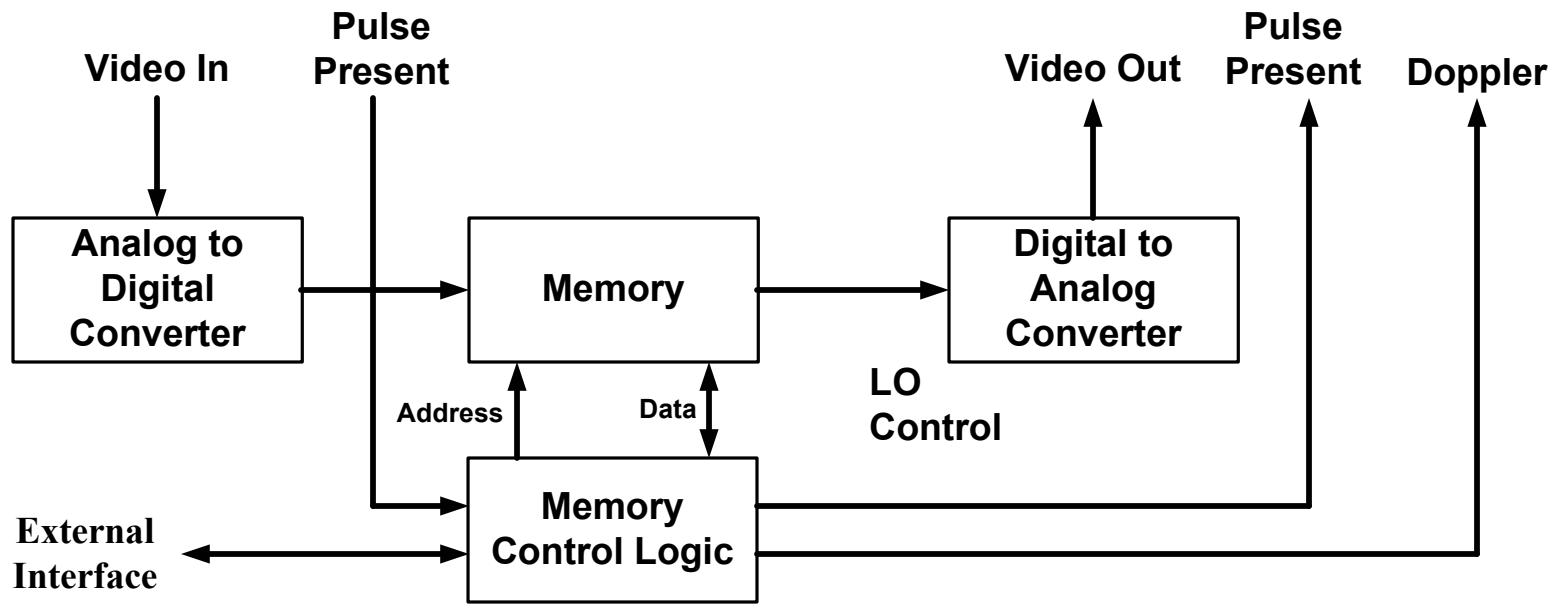 Pulse
Present
Video In
Pulse
Present
Video Out
Doppler
Analog to
Digital
Converter
Memory
Digital to
Analog
Converter
Address
Data
LO
Control
Memory
Control Logic
External
Interface